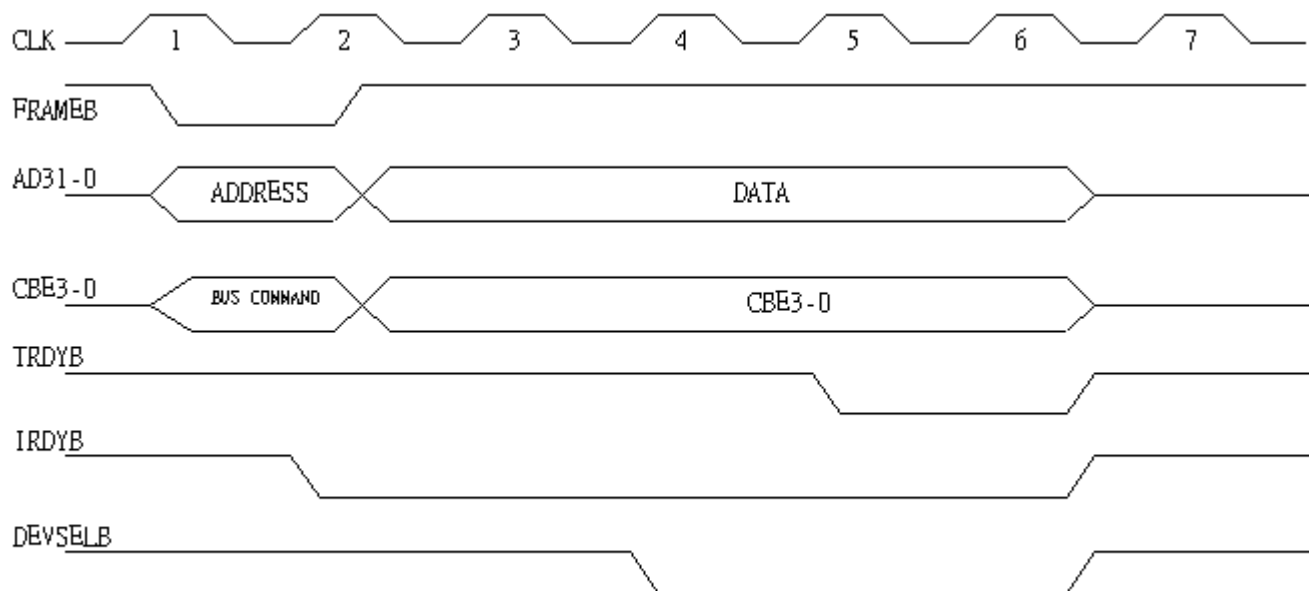 CLK 1 2 3 4 5 6 7
FRAMEB
AD31-0 ADDRESS DATA
CBE3-0 BUS COMMAND CBE3-0
TRDYB
IRDYB
DEVSELB